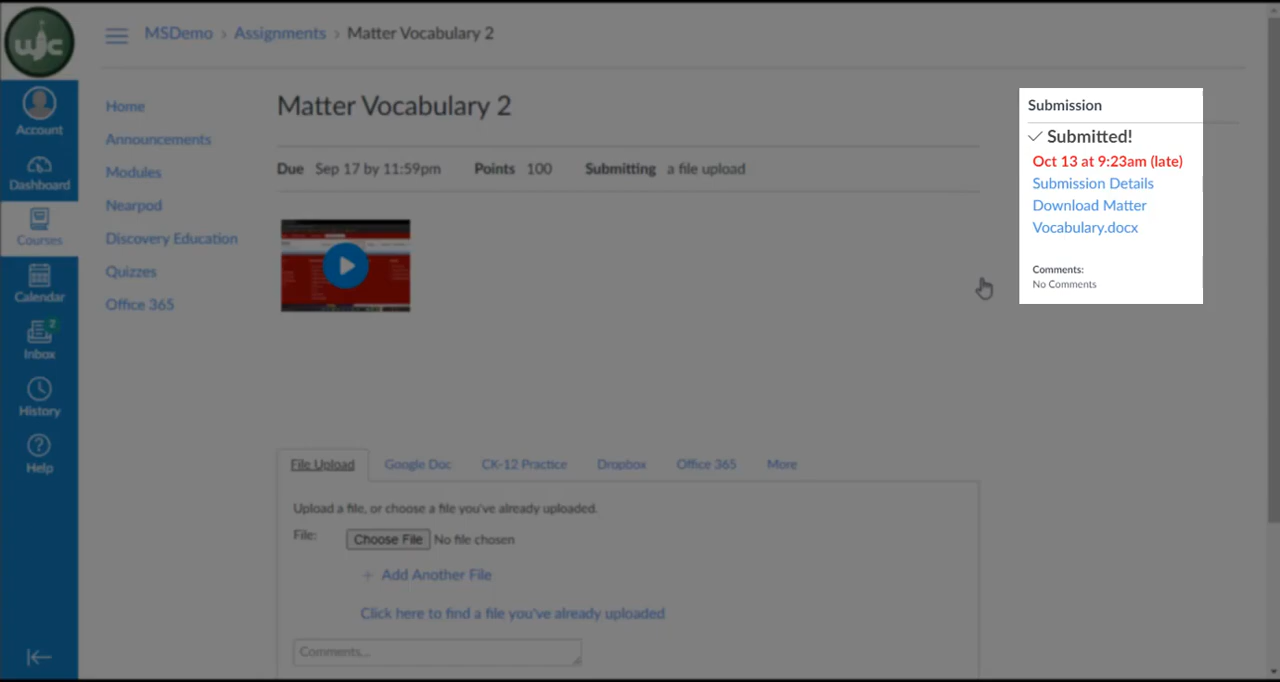 wjc
MSDemo › Assignments › Matter Vocabulary 2
Account
Dashboard
Courses
Calendar
2
Inbox
History
Help
Home
Announcements
Modules
Nearpod
Discovery Education
Quizzes
Office 365
Matter Vocabulary 2
Due Sep 17 by 11:59pm Points 100 Submitting a file upload
File Upload Google Doc CK-12 Practice Dropbox Office 365 More
Upload a file, or choose a file you've already uploaded.
File: Choose File No file chosen
+ Add Another File
Click here to find a file you've already uploaded
Comments...
Submission
✓ Submitted!
Oct 13 at 9:23am (late)
Submission Details
Download Matter
Vocabulary.docx
Comments:
No Comments